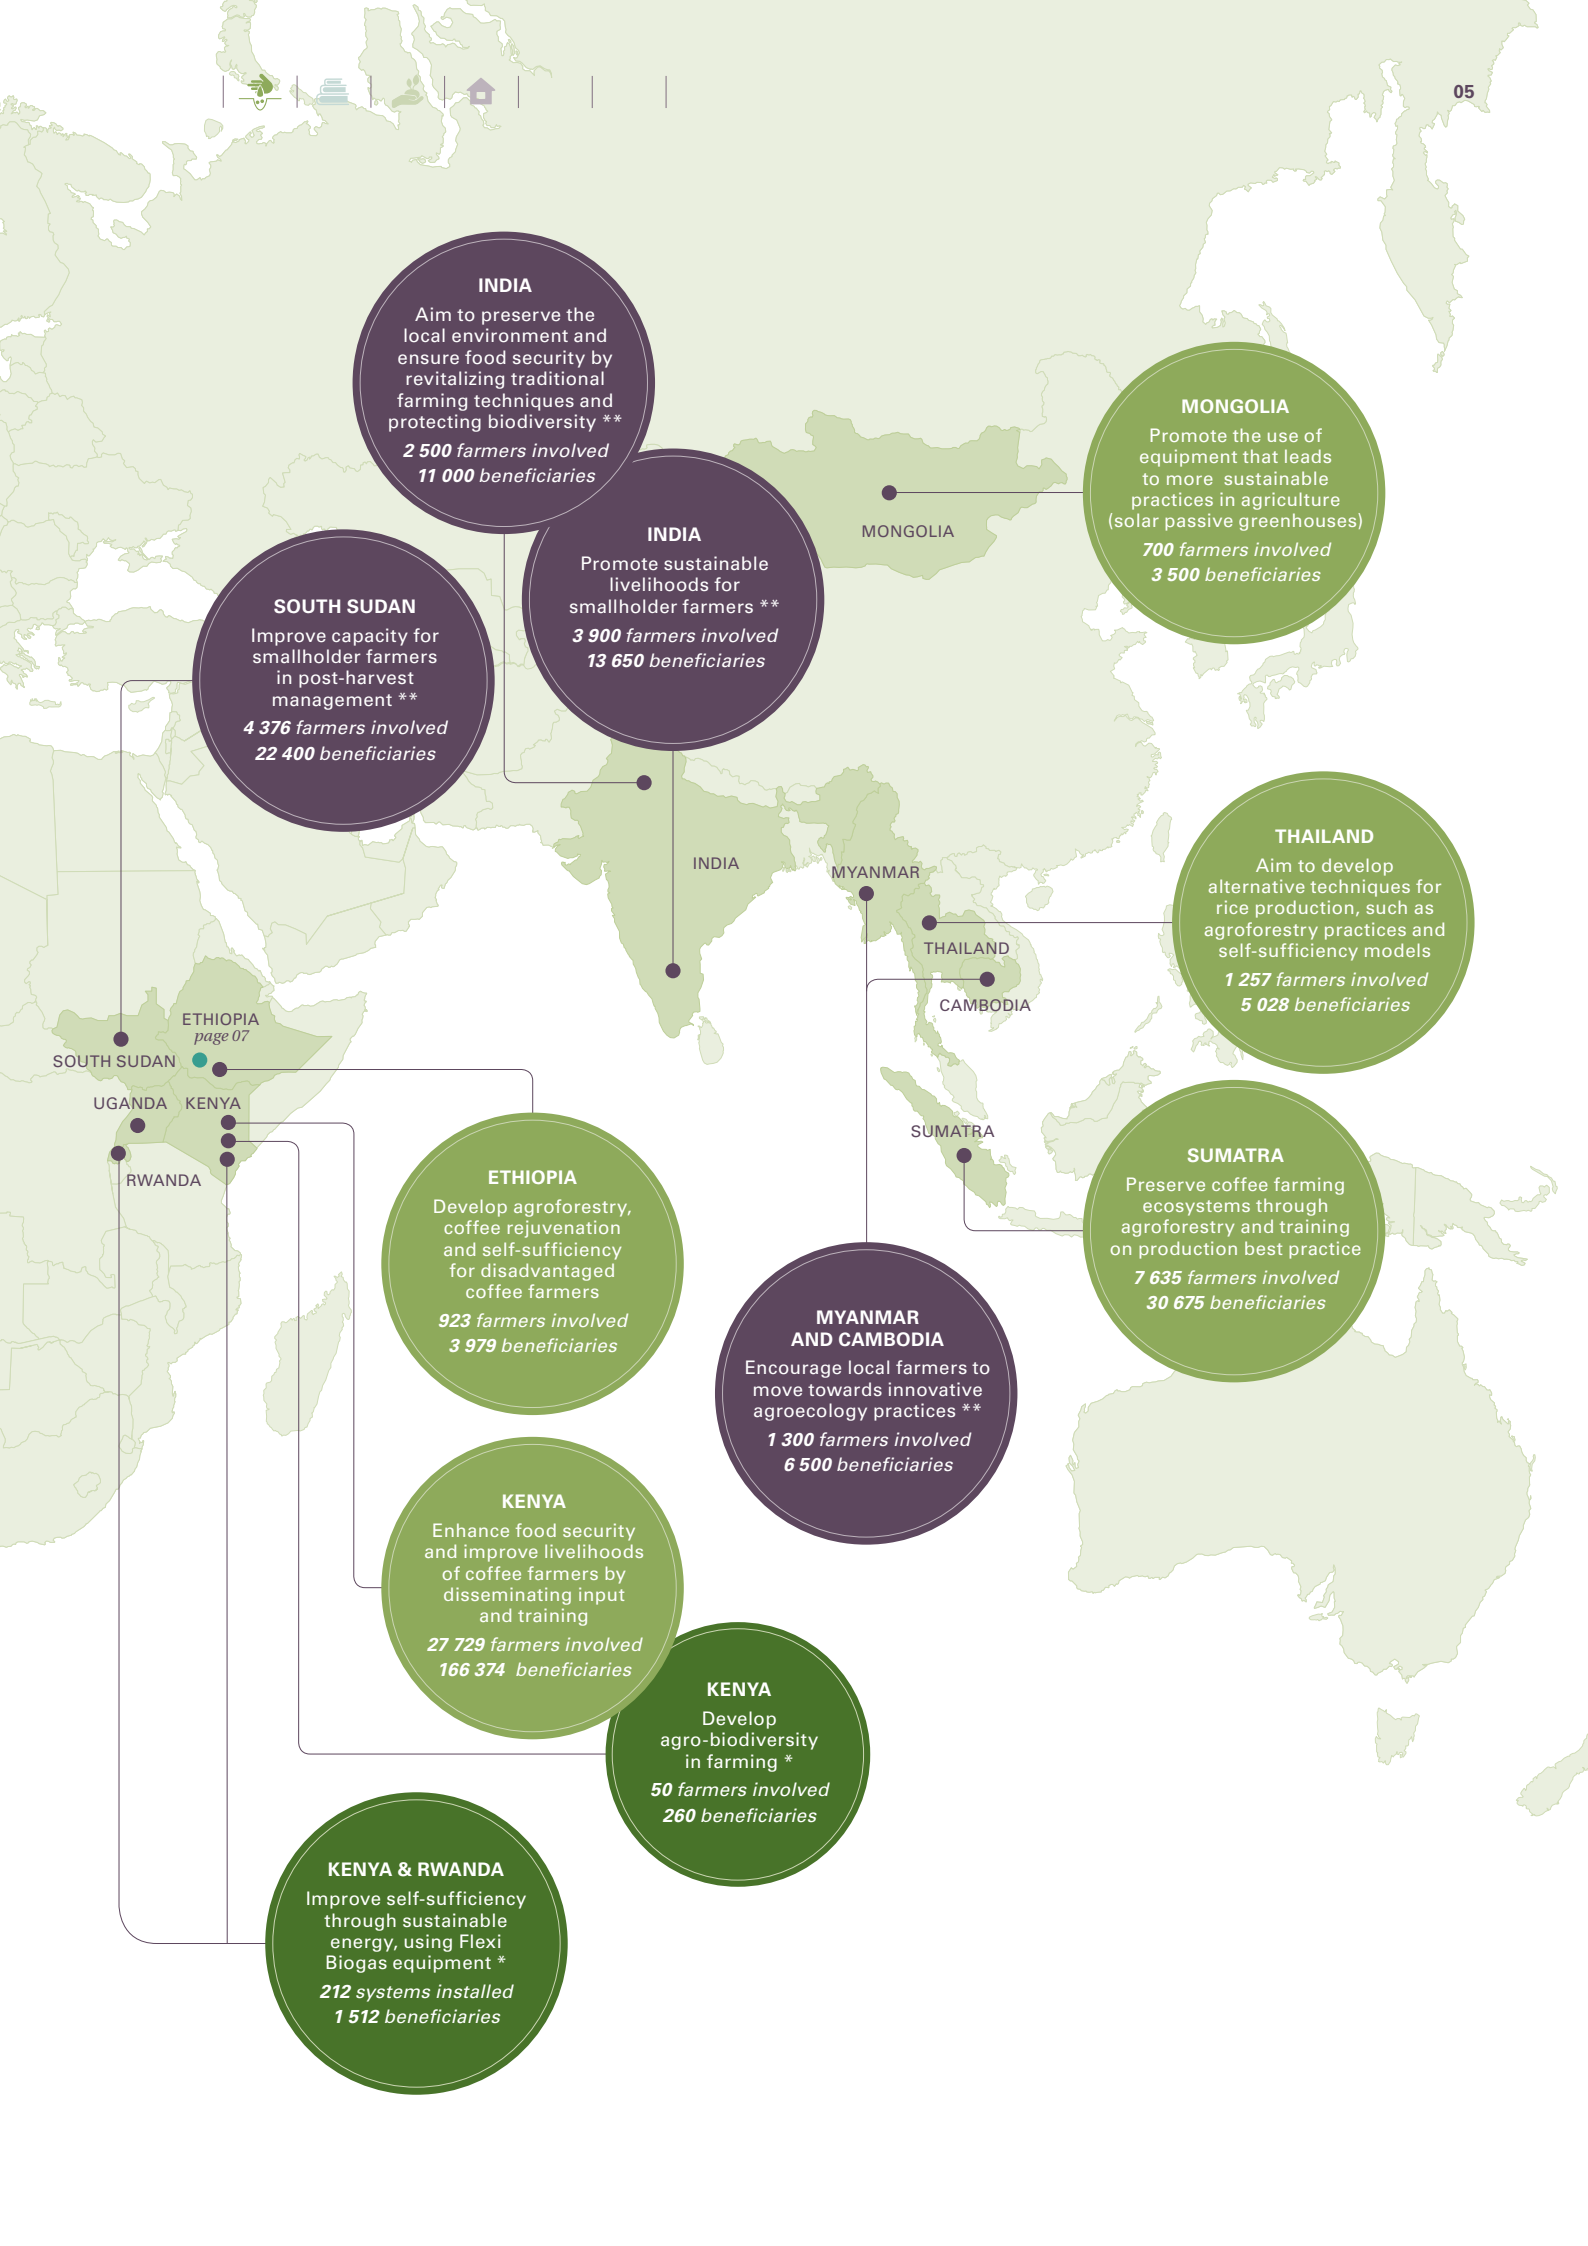 05
INDIA
Aim to preserve the
local environment and
ensure food security by
revitalizing traditional
farming techniques and
protecting biodiversity **
2 500 farmers involved
11 000 beneficiaries
MONGOLIA
Promote the use of
equipment that leads
to more sustainable
practices in agriculture
(solar passive greenhouses)
700 farmers involved
3 500 beneficiaries
MONGOLIA
INDIA
Promote sustainable
livelihoods for
smallholder farmers **
3 900 farmers involved
13 650 beneficiaries
SOUTH SUDAN
Improve capacity for
smallholder farmers
in post-harvest
management **
4 376 farmers involved
22 400 beneficiaries
INDIA
MYANMAR
THAILAND
CAMBODIA
THAILAND
Aim to develop
alternative techniques for
rice production, such as
agroforestry practices and
self-sufficiency models
1 257 farmers involved
5 028 beneficiaries
ETHIOPIA
page 07
SOUTH SUDAN
UGANDA
KENYA
RWANDA
SUMATRA
SUMATRA
Preserve coffee farming
ecosystems through
agroforestry and training
on production best practice
7 635 farmers involved
30 675 beneficiaries
ETHIOPIA
Develop agroforestry,
coffee rejuvenation
and self-sufficiency
for disadvantaged
coffee farmers
923 farmers involved
3 979 beneficiaries
MYANMAR
AND CAMBODIA
Encourage local farmers to
move towards innovative
agroecology practices **
1 300 farmers involved
6 500 beneficiaries
KENYA
Enhance food security
and improve livelihoods
of coffee farmers by
disseminating input
and training
27 729 farmers involved
166 374 beneficiaries
KENYA
Develop
agro-biodiversity
in farming *
50 farmers involved
260 beneficiaries
KENYA & RWANDA
Improve self-sufficiency
through sustainable
energy, using Flexi
Biogas equipment *
212 systems installed
1 512 beneficiaries